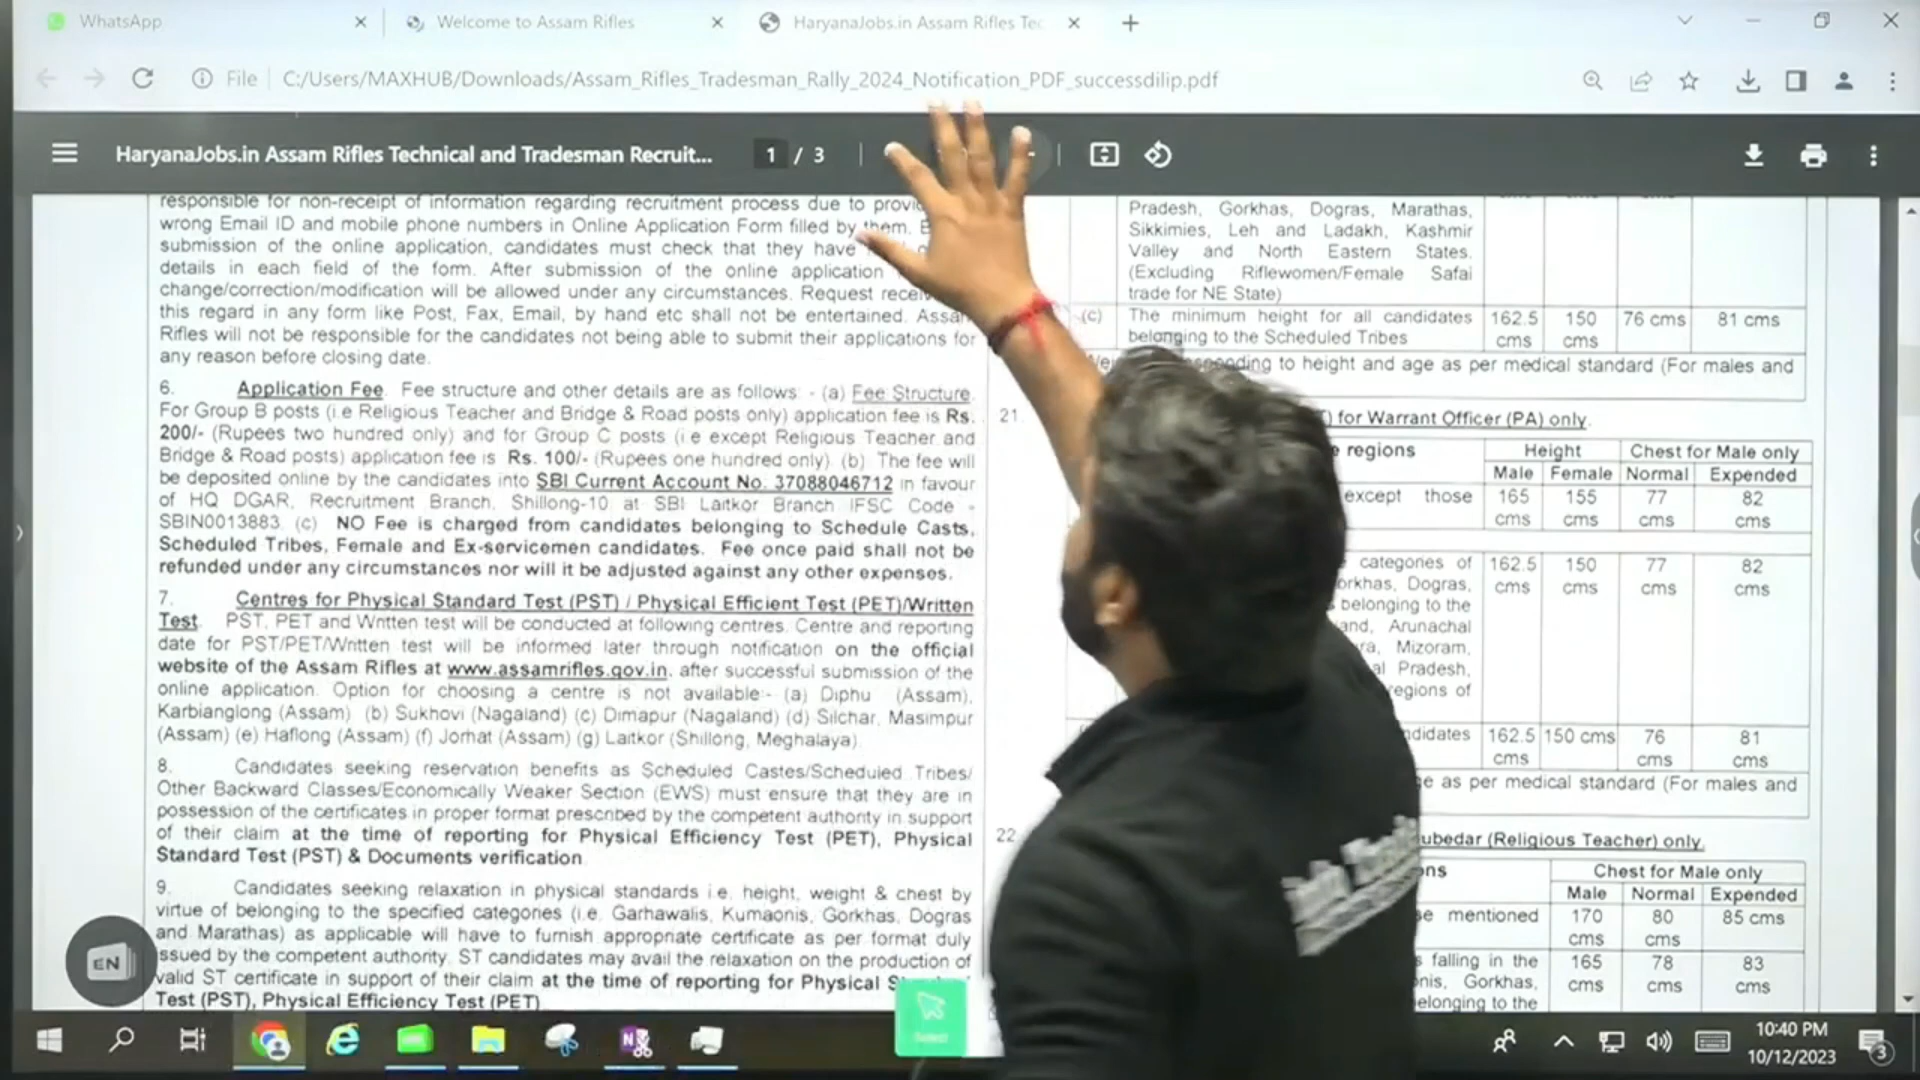 WhatsApp
Welcome to Assam Rifles
HaryanaJobs.in Assam Rifles Tec
File C:/Users/MAXHUB/Downloads/Assam_Rifles_Tradesman_Rally_2024_Notification_PDF_successdilip.pdf
HaryanaJobs.in Assam Rifles Technical and Tradesman Recruit... 1 / 3
responsible for non-receipt of information regarding recruitment process due to
wrong Email ID and mobile phone numbers in Online Application Form filled by them.
submission of the online application, candidates must check that they have
details in each field of the form. After submission of the online application
change/correction/modification will be allowed under any circumstances. Request
this regard in any form like Post, Fax, Email, by hand etc shall not be entertained. Assam
Rifles will not be responsible for the candidates not being able to submit their applications for
any reason before closing date.
6. Application Fee. Fee structure and other details are as follows: - (a) Fee Structure.
For Group B posts (i.e Religious Teacher and Bridge & Road posts only) application fee is Rs.
200/- (Rupees two hundred only) and for Group C posts (i e except Religious Teacher and
Bridge & Road posts) application fee is Rs. 100/- (Rupees one hundred only). (b) The fee will
be deposited online by the candidates into SBI Current Account No. 37088046712 in favour
of HQ DGAR, Recruitment Branch, Shillong-10 at SBI Laitkor Branch IFSC Code -
SBIN0013883. (c) NO Fee is charged from candidates belonging to Schedule Casts,
Scheduled Tribes, Female and Ex-servicemen candidates. Fee once paid shall not be
refunded under any circumstances nor will it be adjusted against any other expenses.
7. Centres for Physical Standard Test (PST) / Physical Efficient Test (PET)/Written
Test. PST, PET and Written test will be conducted at following centres. Centre and reporting
date for PST/PET/Written test will be informed later through notification on the official
website of the Assam Rifles at www.assamrifles.gov.in. after successful submission of the
online application. Option for choosing a centre is not available:- (a) Diphu (Assam),
Karbianglong (Assam) (b) Sukhovi (Nagaland) (c) Dimapur (Nagaland) (d) Silchar, Masimpur
(Assam) (e) Haflong (Assam) (f) Jorhat (Assam) (g) Laitkor (Shillong, Meghalaya).
8. Candidates seeking reservation benefits as Scheduled Castes/Scheduled Tribes/
Other Backward Classes/Economically Weaker Section (EWS) must ensure that they are in
possession of the certificates in proper format prescribed by the competent authority in support
of their claim at the time of reporting for Physical Efficiency Test (PET), Physical
Standard Test (PST) & Documents verification
9. Candidates seeking relaxation in physical standards i.e. height, weight & chest by
virtue of belonging to the specified categories (i.e. Garhawalis, Kumaonis, Gorkhas, Dogras
and Marathas) as applicable will have to furnish appropriate certificate as per format duly
issued by the competent authority. ST candidates may avail the relaxation on the production of
valid ST certificate in support of their claim at the time of reporting for Physical
Test (PST), Physical Efficiency Test (PET)
Pradesh, Gorkhas, Dogras, Marathas,
Sikkimies, Leh and Ladakh, Kashmir
Valley and North Eastern States.
(Excluding Riflewomen/Female Safai
trade for NE State)
(c) The minimum height for all candidates 162.5 150 76 cms 81 cms
belonging to the Scheduled Tribes cms cms
to height and age as per medical standard (For males and
21. for Warrant Officer (PA) only.
regions Height Chest for Male only
Male Female Normal Expended
except those 165 155 77 82
cms cms cms cms
categories of 162.5 150 77 82
Dogras, cms cms cms cms
belonging to the
Arunachal
Mizoram,
Pradesh,
regions of
162.5 150 cms 76 81
cms cms cms
age as per medical standard (For males and
22 (Religious Teacher) only.
Chest for Male only
Male Normal Expended
mentioned 170 80 85 cms
cms cms
falling in the 165 78 83
Gorkhas, cms cms cms
to the
EN
Select
10:40 PM
10/12/2023
3